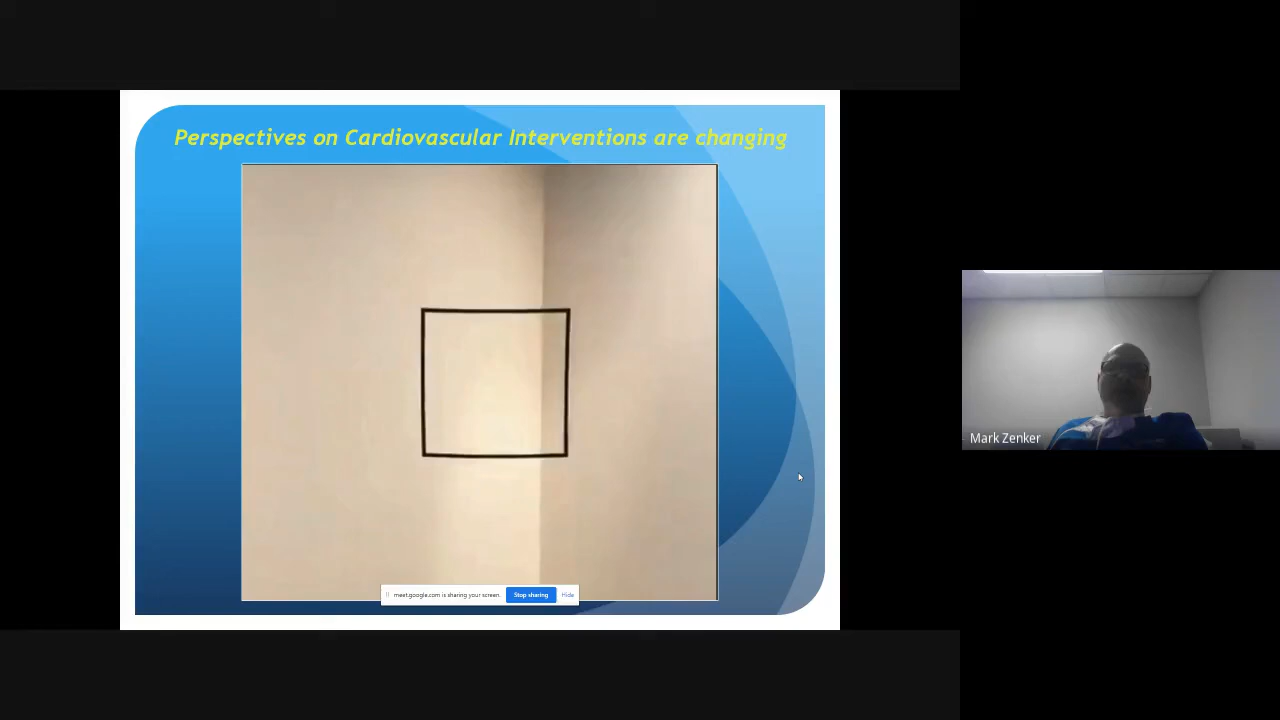 Perspectives on Cardiovascular Interventions are changing
meet.google.com is sharing your screen.
Stop sharing
Hide
Mark Zenker